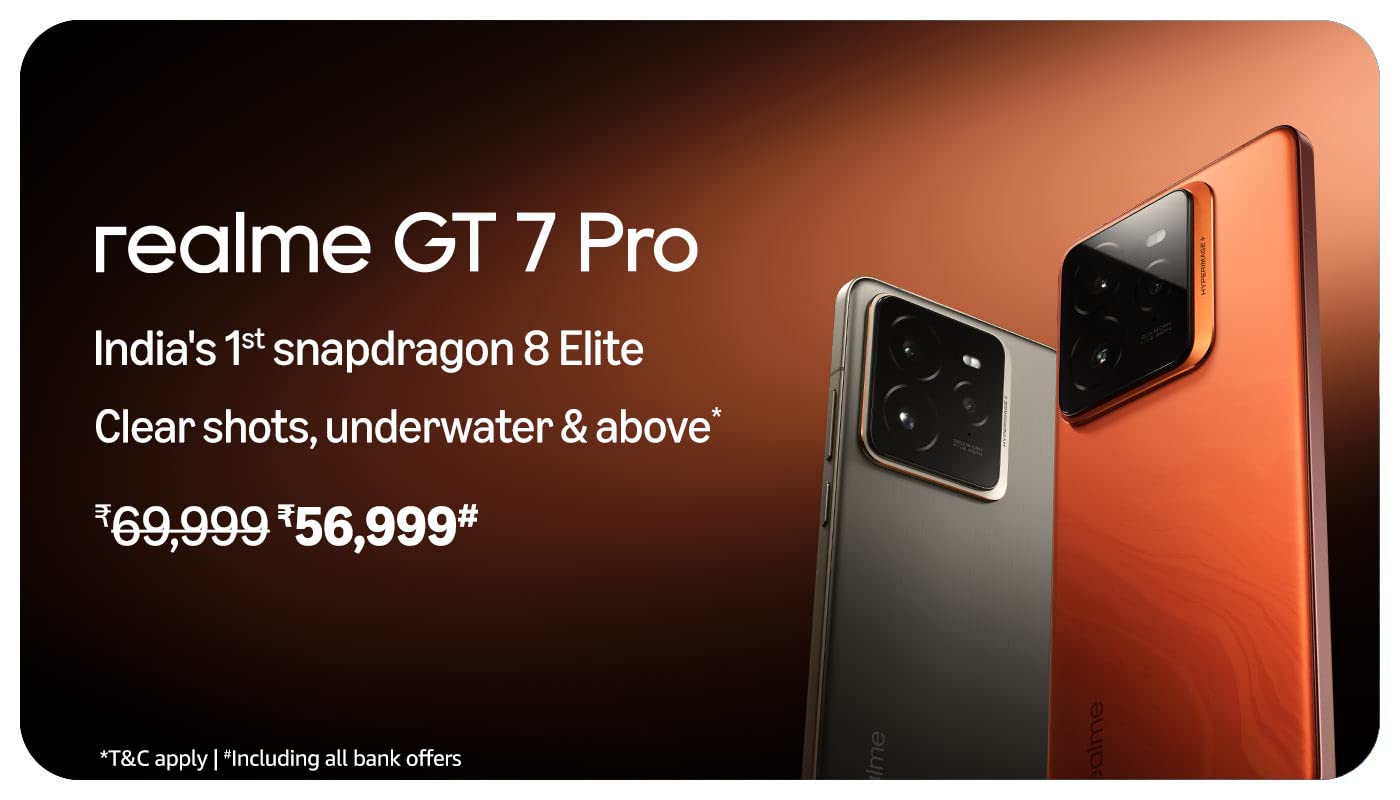 realme GT 7 Pro
India's 1st snapdragon 8 Elite
Clear shots, underwater & above*
₹69,999 ₹56,999#
*T&C apply | #Including all bank offers
HYPERIMAGE+
HYPERIMAGE+
realme